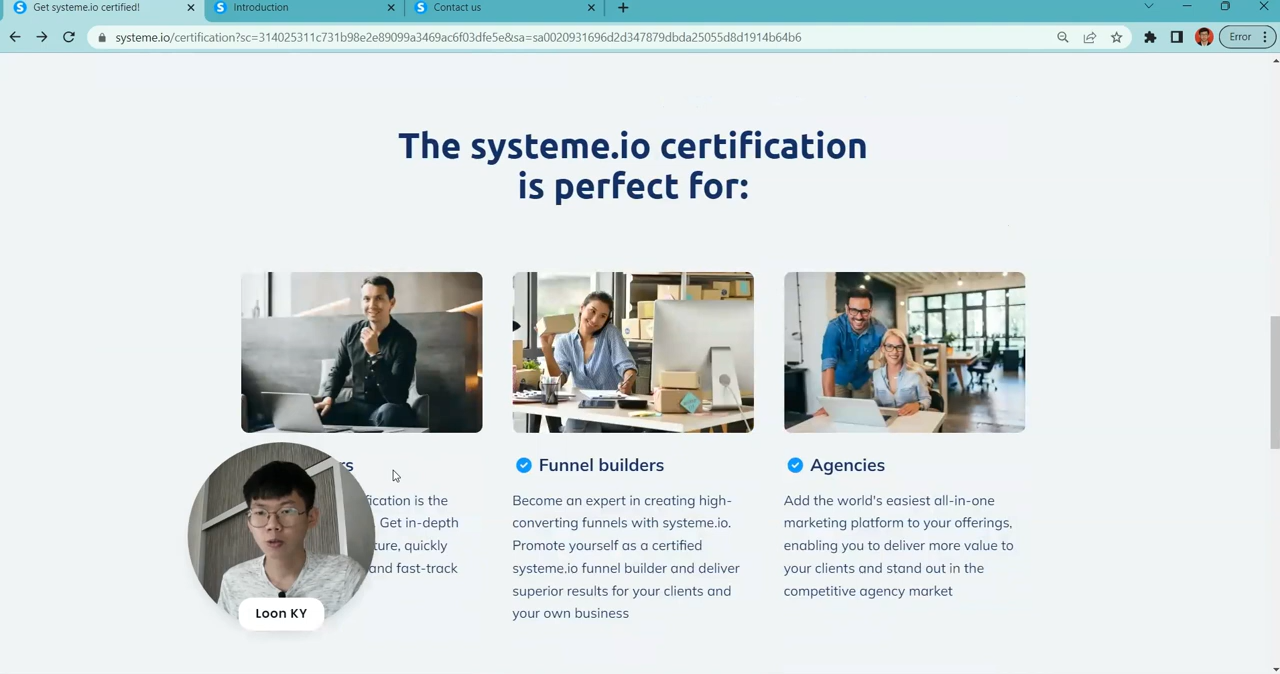 Get systeme.io certified!
Introduction
Contact us
systeme.io/certification?sc=314025311c731b98e2e89099a3469ac6f03dfe5e&sa=sa0020931696d2d347879dbda25055d8d1914b64b6
Error
The systeme.io certification
is perfect for:
Funnel builders
Become an expert in creating high-
converting funnels with systeme.io.
Promote yourself as a certified
systeme.io funnel builder and deliver
superior results for your clients and
your own business
Agencies
Add the world's easiest all-in-one
marketing platform to your offerings,
enabling you to deliver more value to
your clients and stand out in the
competitive agency market
is the
Get in-depth
quickly
and fast-track
Loon KY